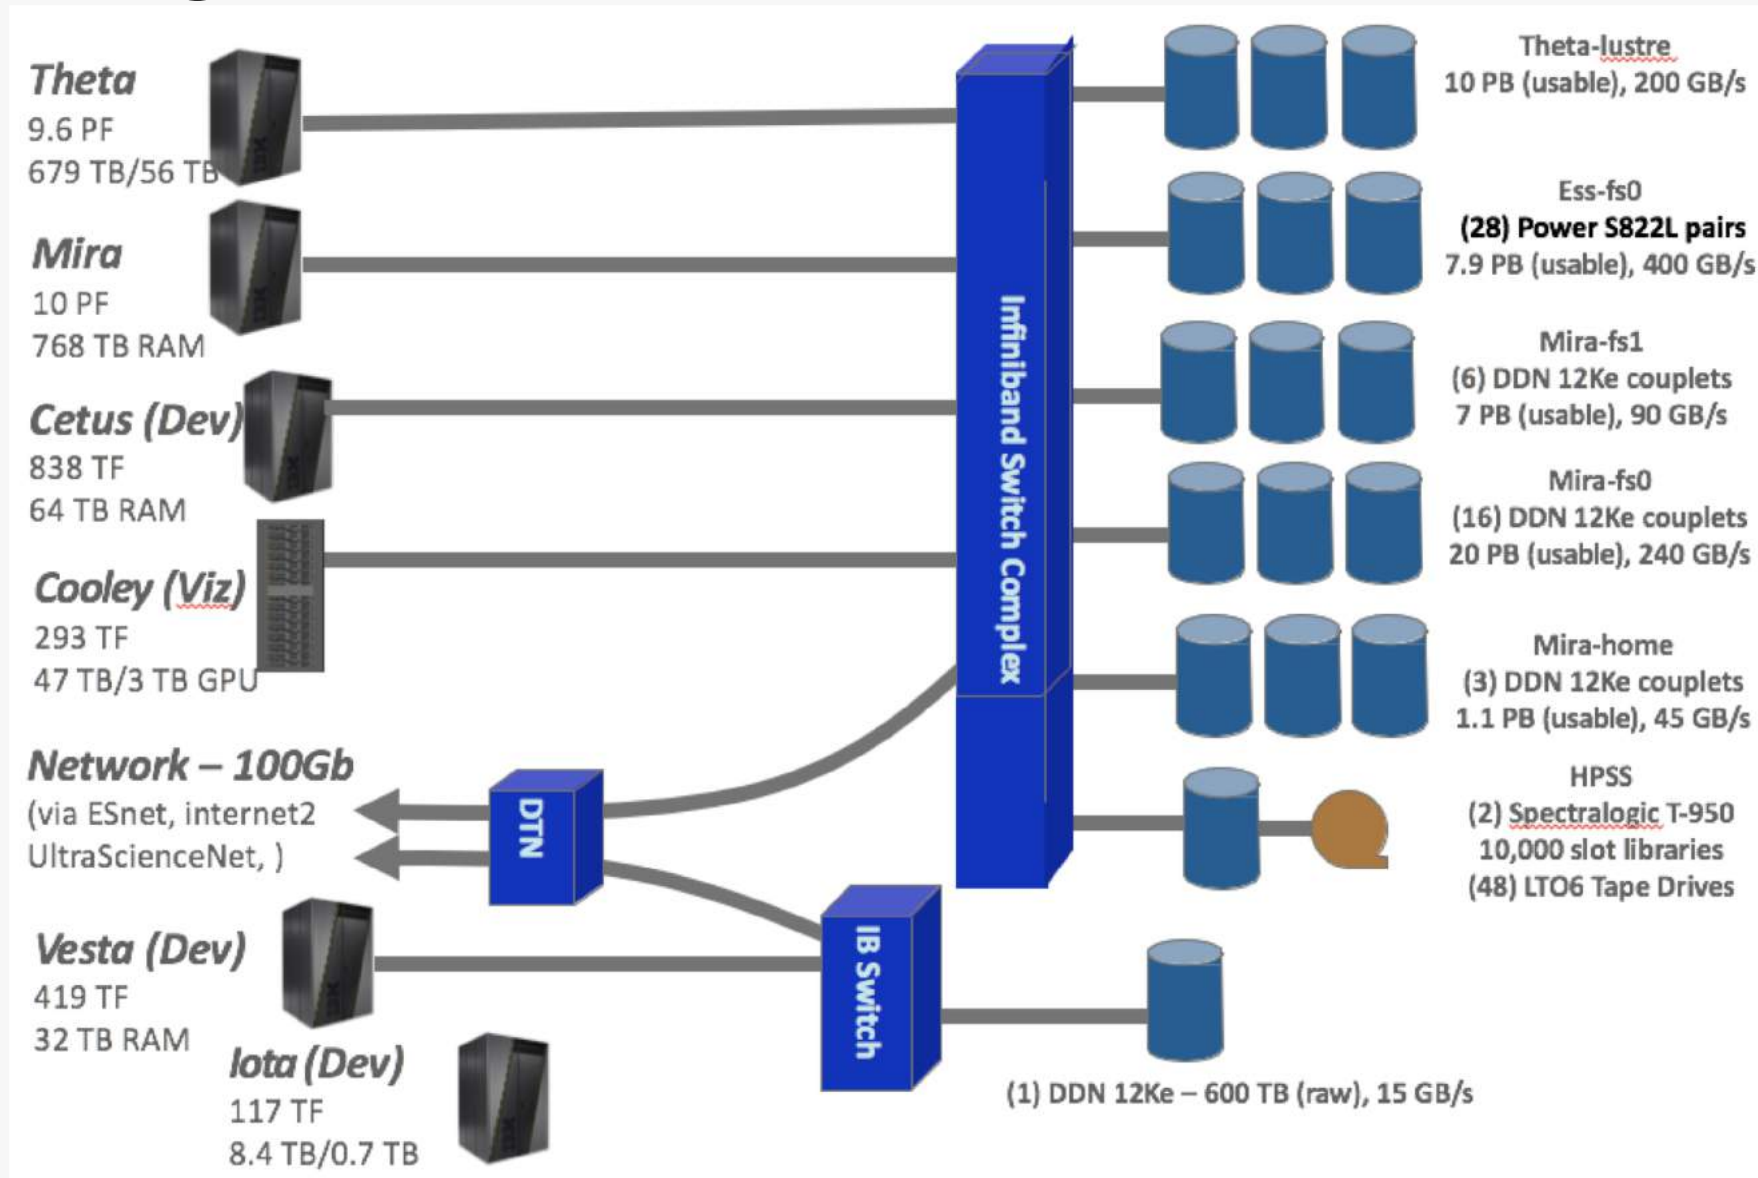 Theta
9.6 PF
679 TB/56 TB
Mira
10 PF
768 TB RAM
Cetus (Dev)
838 TF
64 TB RAM
Cooley (Viz)
293 TF
47 TB/3 TB GPU
Network – 100Gb
(via ESnet, internet2
UltraScienceNet, )
Vesta (Dev)
419 TF
32 TB RAM
Iota (Dev)
117 TF
8.4 TB/0.7 TB
DTN
IB Switch
Infiniband Switch Complex
Theta-lustre
10 PB (usable), 200 GB/s
Ess-fs0
(28) Power S822L pairs
7.9 PB (usable), 400 GB/s
Mira-fs1
(6) DDN 12Ke couplets
7 PB (usable), 90 GB/s
Mira-fs0
(16) DDN 12Ke couplets
20 PB (usable), 240 GB/s
Mira-home
(3) DDN 12Ke couplets
1.1 PB (usable), 45 GB/s
HPSS
(2) Spectralogic T-950
10,000 slot libraries
(48) LTO6 Tape Drives
(1) DDN 12Ke – 600 TB (raw), 15 GB/s